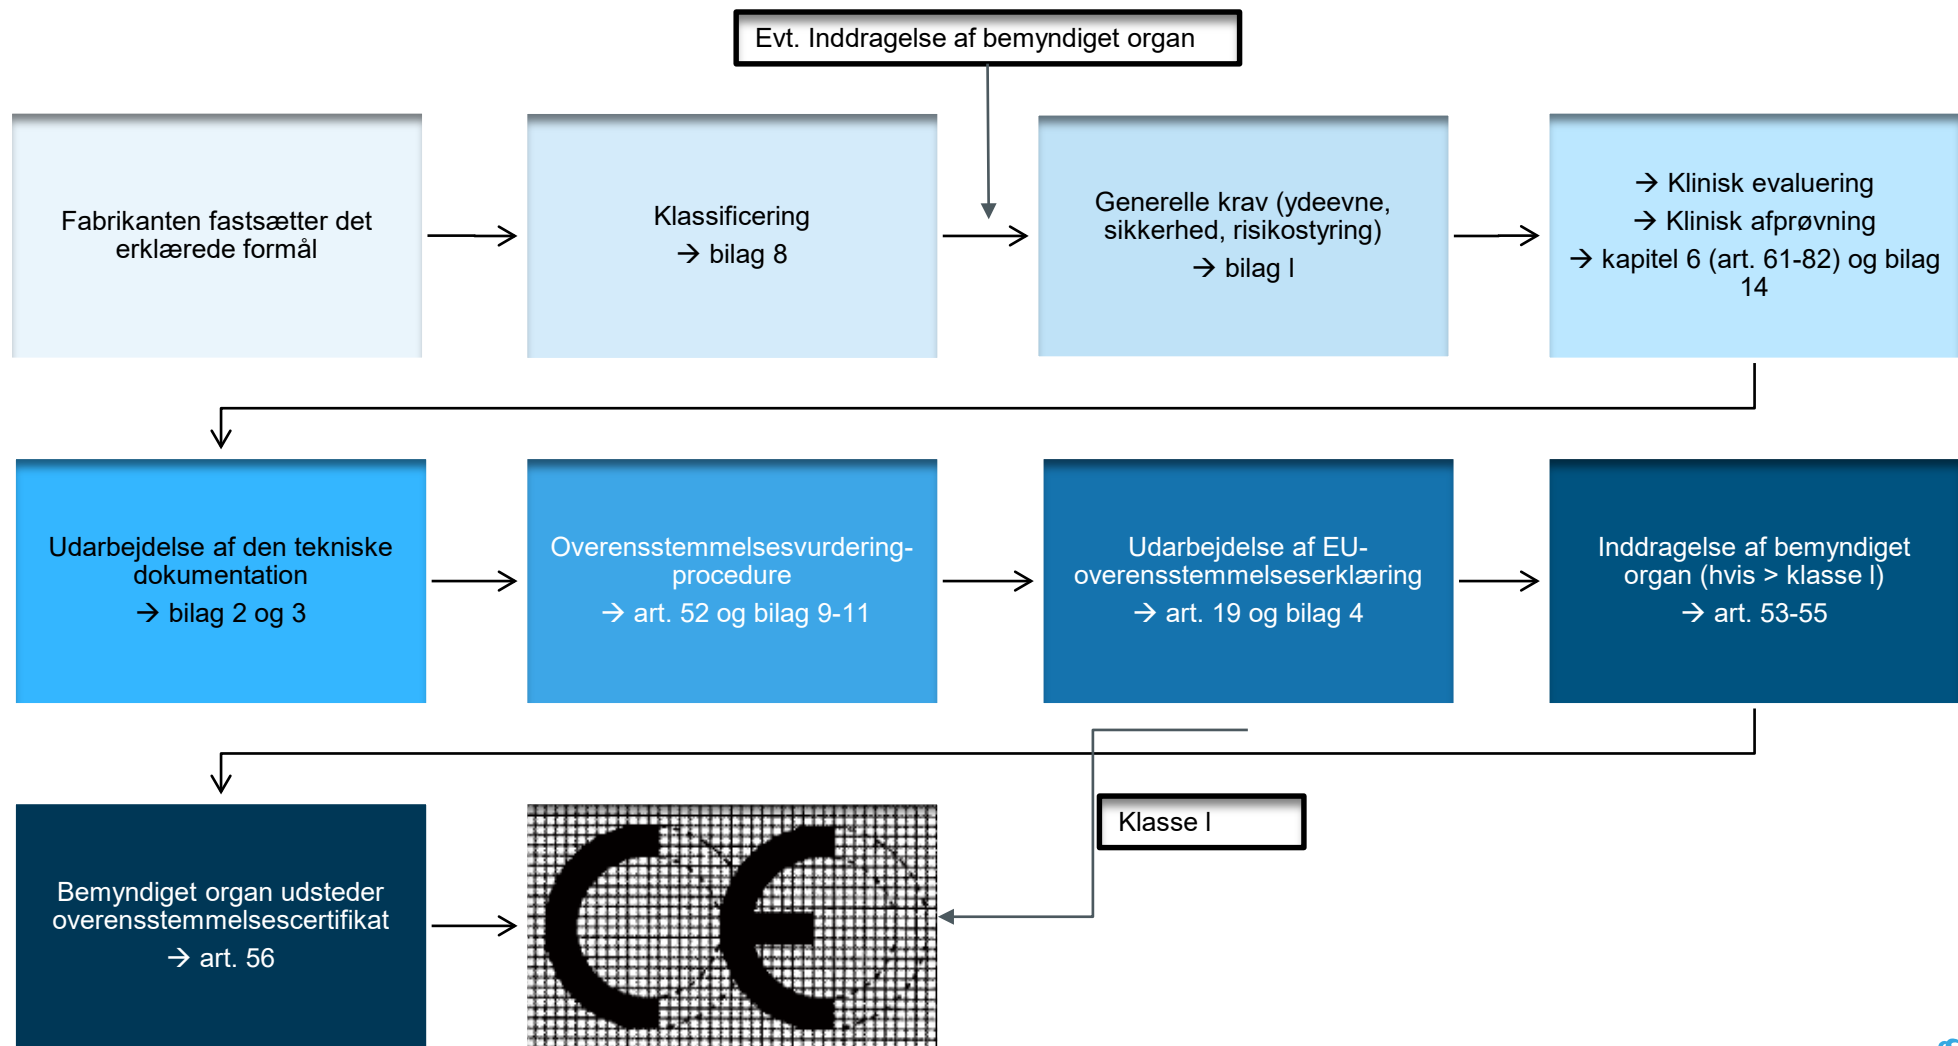 Evt. Inddragelse af bemyndiget organ
Fabrikanten fastsætter det
erklærede formål
Klassificering
→ bilag 8
Generelle krav (ydeevne,
sikkerhed, risikostyring)
→ bilag I
→ Klinisk evaluering
→ Klinisk afprøvning
→ kapitel 6 (art. 61-82) og bilag
14
Udarbejdelse af den tekniske
dokumentation
→ bilag 2 og 3
Overensstemmelsesvurdering-
procedure
→ art. 52 og bilag 9-11
Udarbejdelse af EU-
overensstemmelseserklæring
→ art. 19 og bilag 4
Inddragelse af bemyndiget
organ (hvis > klasse I)
→ art. 53-55
Bemyndiget organ udsteder
overensstemmelsescertifikat
→ art. 56
CE
Klasse I